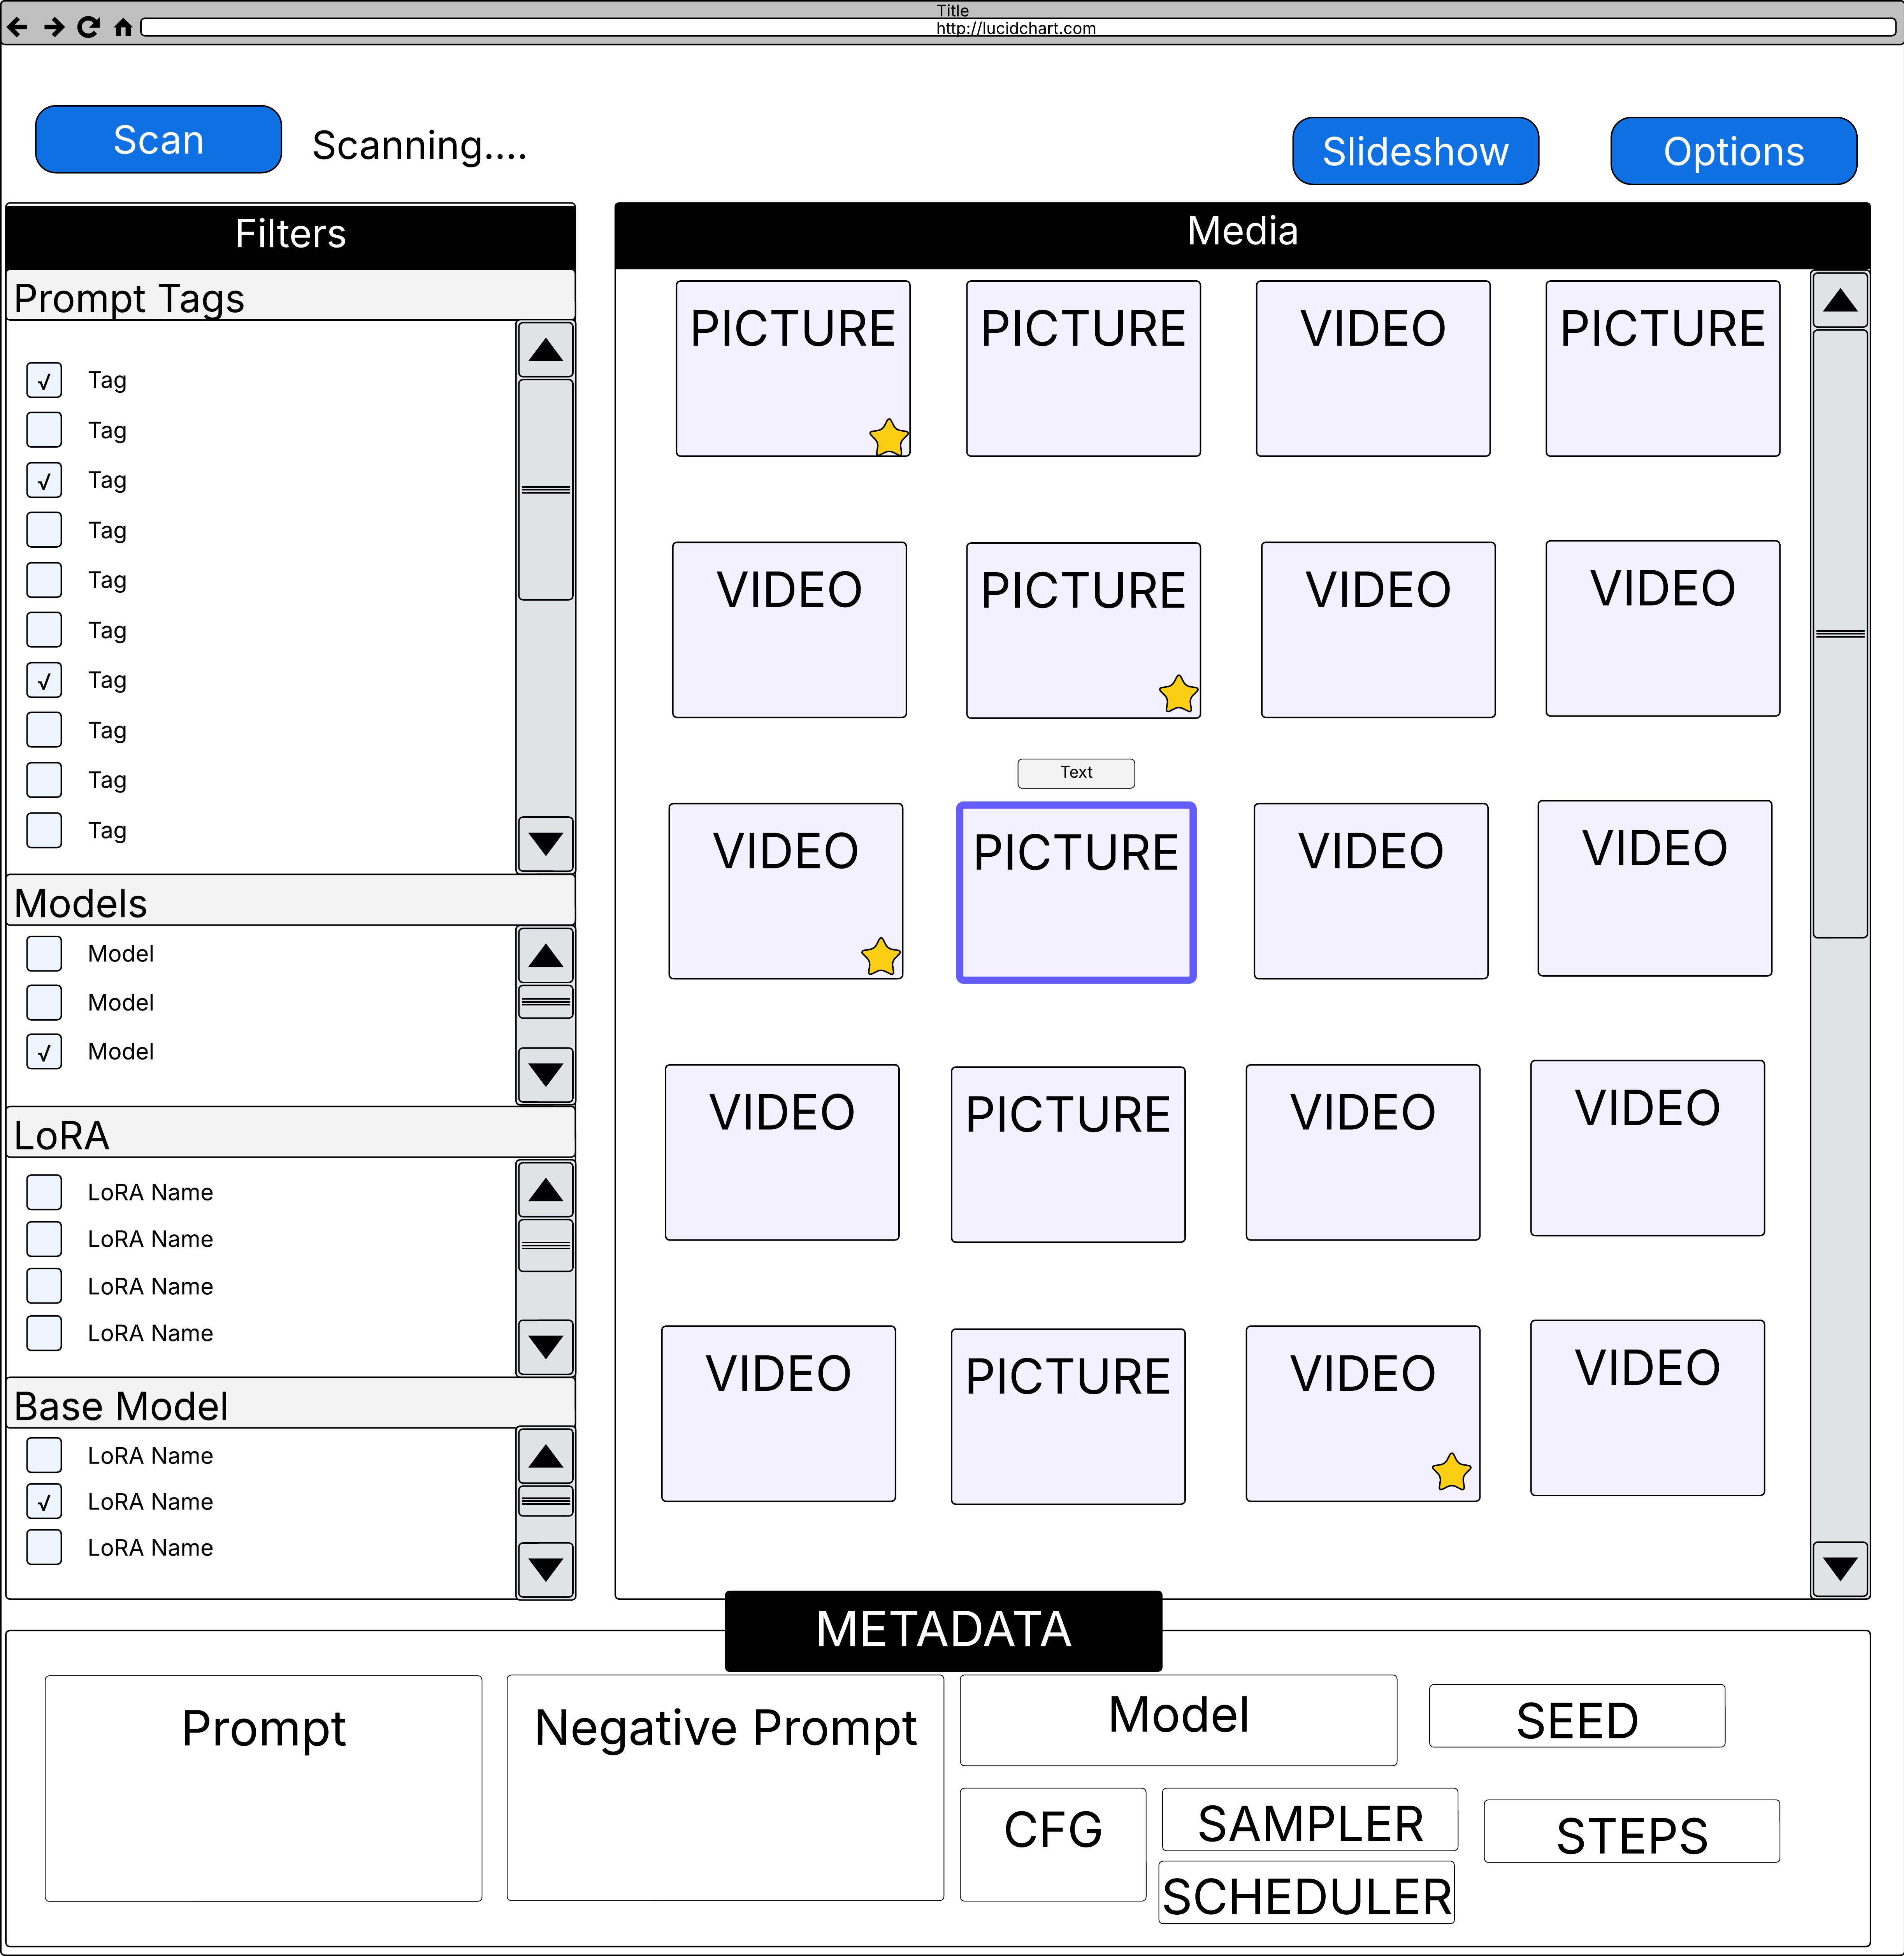 Title
http://lucidchart.com
Scan
Scanning....
Slideshow
Options
Filters
Prompt Tags
√ Tag
Tag
√ Tag
Tag
Tag
Tag
√ Tag
Tag
Tag
Tag
Models
Model
Model
√ Model
LoRA
LoRA Name
LoRA Name
LoRA Name
LoRA Name
Base Model
LoRA Name
√ LoRA Name
LoRA Name
Media
PICTURE
PICTURE
VIDEO
PICTURE
VIDEO
PICTURE
VIDEO
VIDEO
Text
VIDEO
PICTURE
VIDEO
VIDEO
VIDEO
PICTURE
VIDEO
VIDEO
VIDEO
PICTURE
VIDEO
VIDEO
METADATA
Prompt
Negative Prompt
Model
SEED
CFG
SAMPLER
STEPS
SCHEDULER